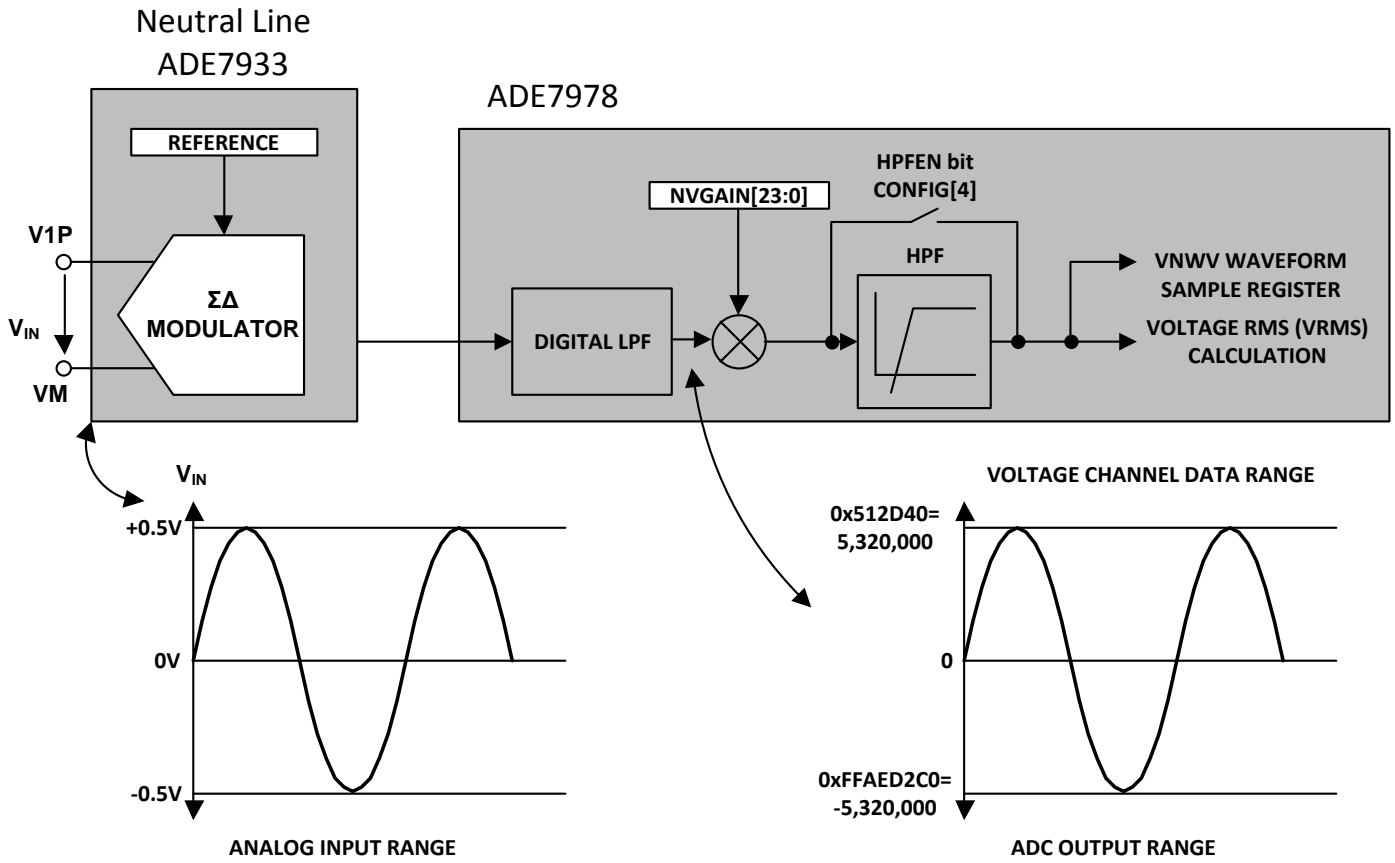 Neutral Line
ADE7933
ADE7978
REFERENCE
V1P
VIN
VM
ΣΔ
MODULATOR
DIGITAL LPF
NVGAIN[23:0]
HPFEN bit
CONFIG[4]
HPF
VNWV WAVEFORM
SAMPLE REGISTER
VOLTAGE RMS (VRMS)
CALCULATION
VIN
+0.5V
0V
-0.5V
ANALOG INPUT RANGE
VOLTAGE CHANNEL DATA RANGE
0x512D40=
5,320,000
0
0xFFAED2C0=
-5,320,000
ADC OUTPUT RANGE